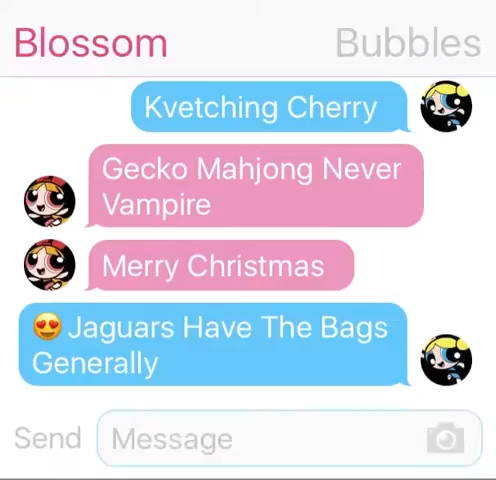 Blossom Bubbles
Kvetching Cherry
Gecko Mahjong Never
Vampire
Merry Christmas
😍 Jaguars Have The Bags
Generally
Send Message